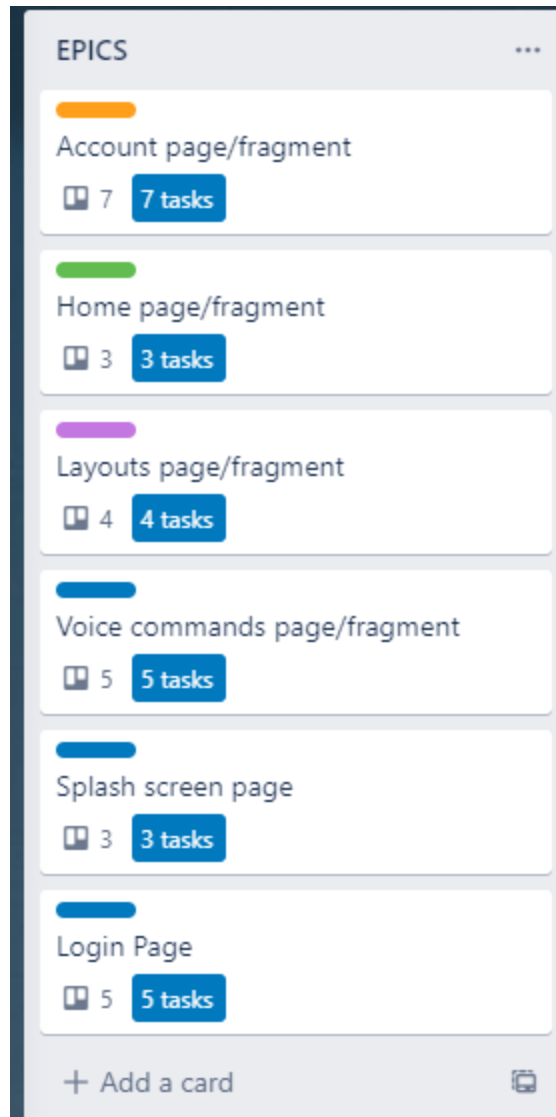 EPICS
Account page/fragment
7 7 tasks
Home page/fragment
3 3 tasks
Layouts page/fragment
4 4 tasks
Voice commands page/fragment
5 5 tasks
Splash screen page
3 3 tasks
Login Page
5 5 tasks
+ Add a card